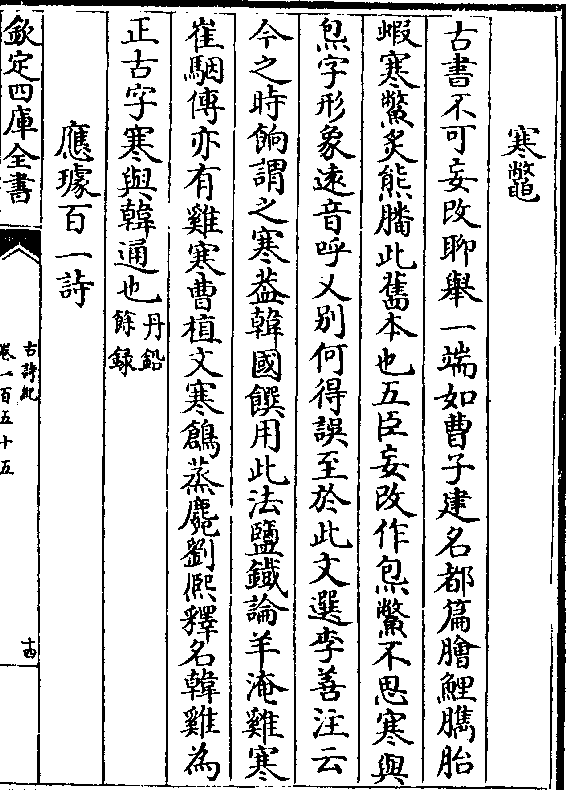 寒鼈
古書不可妄改聊舉一端如曹子建名都篇膾鯉臇胎
蝦寒鱉炙熊膰此舊本也五臣妄改作炰鱉不思寒與
炰字形象逺音呼乂别何得誤至於此文選李善注云
今之時餉謂之寒葢韓國饌用此法鹽鐵論羊淹雞寒
崔駰傳亦有雞寒曹植文寒鶬蒸麑劉熈釋名韓雞為
正古字寒與韓通也丹鉛餘録
應璩百一詩
欽定四庫全書
古詩紀
卷一百五十五
十四